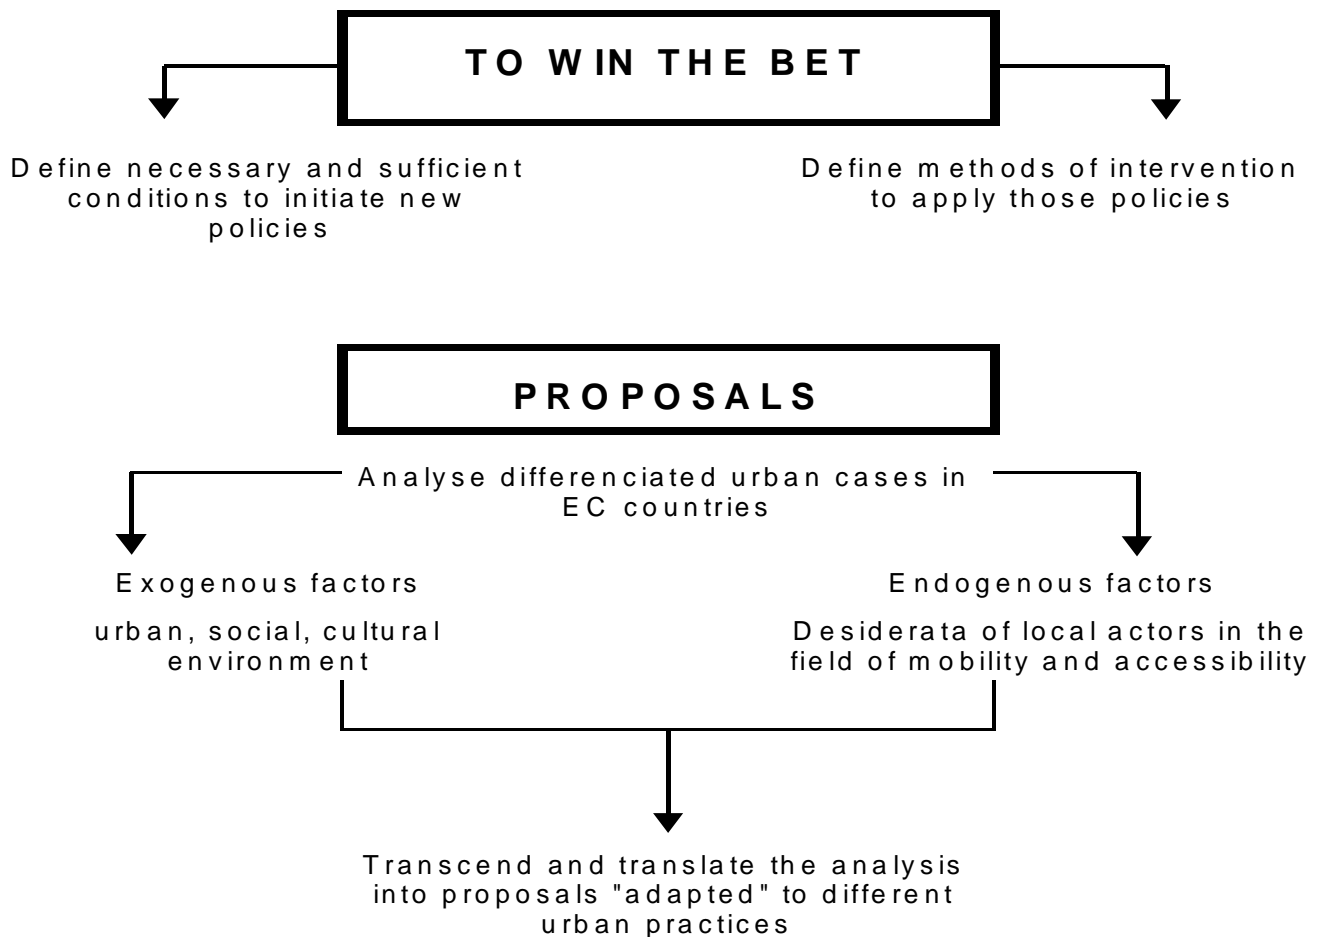 TO WIN THE BET
Define necessary and sufficient
conditions to initiate new
policies
Define methods of intervention
to apply those policies
PROPOSALS
Analyse differenciated urban cases in
EC countries
Exogenous factors
urban, social, cultural
environment
Endogenous factors
Desiderata of local actors in the
field of mobility and accessibility
Transcend and translate the analysis
into proposals "adapted" to different
urban practices